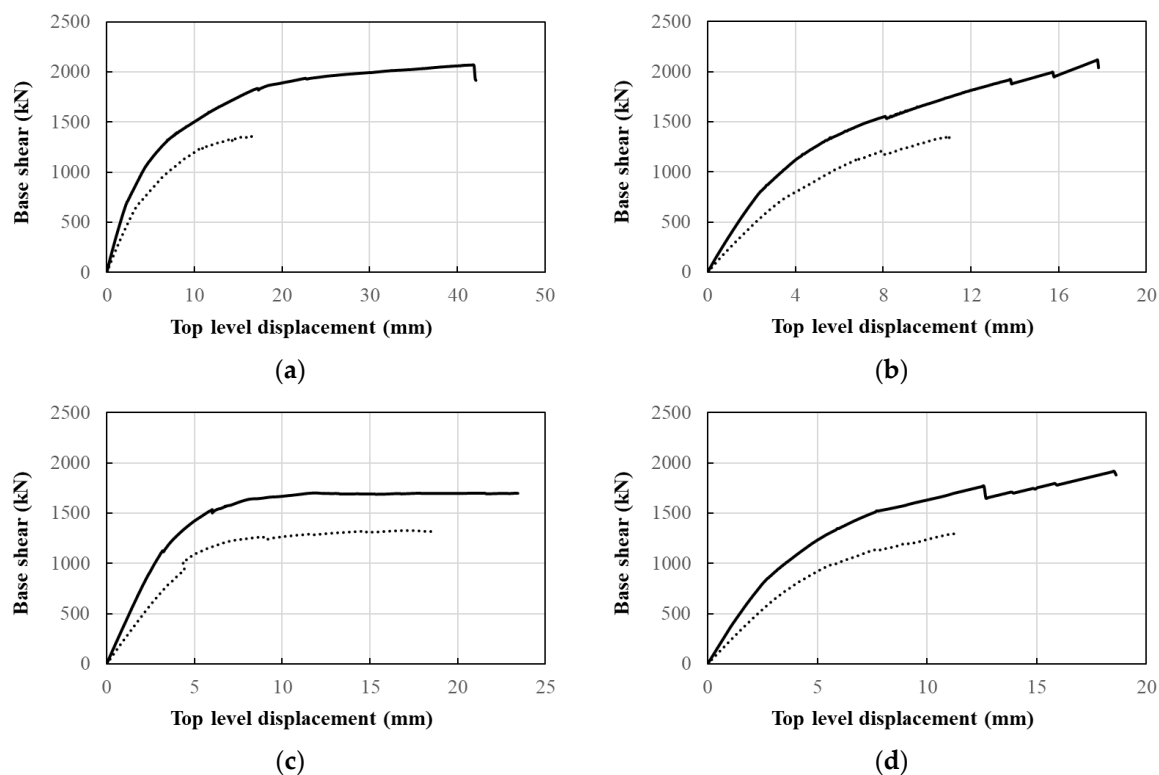 2500
2000
1500
1000
500
0
Base shear (kN)
0 10 20 30 40 50
Top level displacement (mm)
(a)
2500
2000
1500
1000
500
0
Base shear (kN)
0 4 8 12 16 20
Top level displacement (mm)
(b)
2500
2000
1500
1000
500
0
Base shear (kN)
0 5 10 15 20 25
Top level displacement (mm)
(c)
2500
2000
1500
1000
500
0
Base shear (kN)
0 5 10 15 20
Top level displacement (mm)
(d)